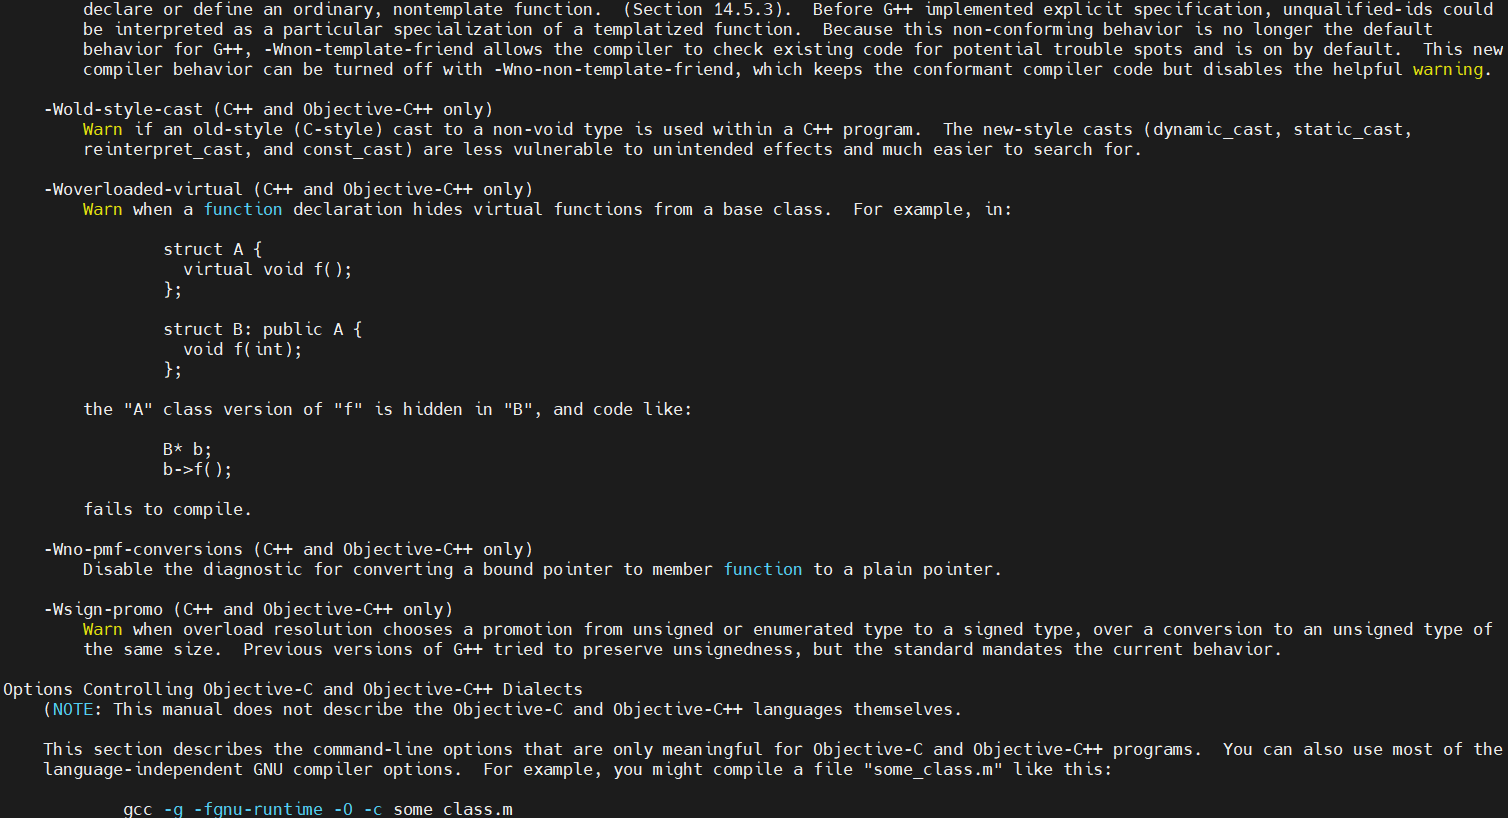 declare or define an ordinary, nontemplate function.  (Section 14.5.3).  Before G++ implemented explicit specification, unqualified-ids could
be interpreted as a particular specialization of a templatized function.  Because this non-conforming behavior is no longer the default
behavior for G++, -Wnon-template-friend allows the compiler to check existing code for potential trouble spots and is on by default.  This new
compiler behavior can be turned off with -Wno-non-template-friend, which keeps the conformant compiler code but disables the helpful warning.
-Wold-style-cast (C++ and Objective-C++ only)
Warn if an old-style (C-style) cast to a non-void type is used within a C++ program.  The new-style casts (dynamic_cast, static_cast,
reinterpret_cast, and const_cast) are less vulnerable to unintended effects and much easier to search for.
-Woverloaded-virtual (C++ and Objective-C++ only)
Warn when a function declaration hides virtual functions from a base class.  For example, in:
struct A {
virtual void f();
};
struct B: public A {
void f(int);
};
the "A" class version of "f" is hidden in "B", and code like:
B* b;
b->f();
fails to compile.
-Wno-pmf-conversions (C++ and Objective-C++ only)
Disable the diagnostic for converting a bound pointer to member function to a plain pointer.
-Wsign-promo (C++ and Objective-C++ only)
Warn when overload resolution chooses a promotion from unsigned or enumerated type to a signed type, over a conversion to an unsigned type of
the same size.  Previous versions of G++ tried to preserve unsignedness, but the standard mandates the current behavior.
Options Controlling Objective-C and Objective-C++ Dialects
(NOTE: This manual does not describe the Objective-C and Objective-C++ languages themselves.
This section describes the command-line options that are only meaningful for Objective-C and Objective-C++ programs.  You can also use most of the
language-independent GNU compiler options.  For example, you might compile a file "some_class.m" like this:
gcc -g -fgnu-runtime -O -c some class.m